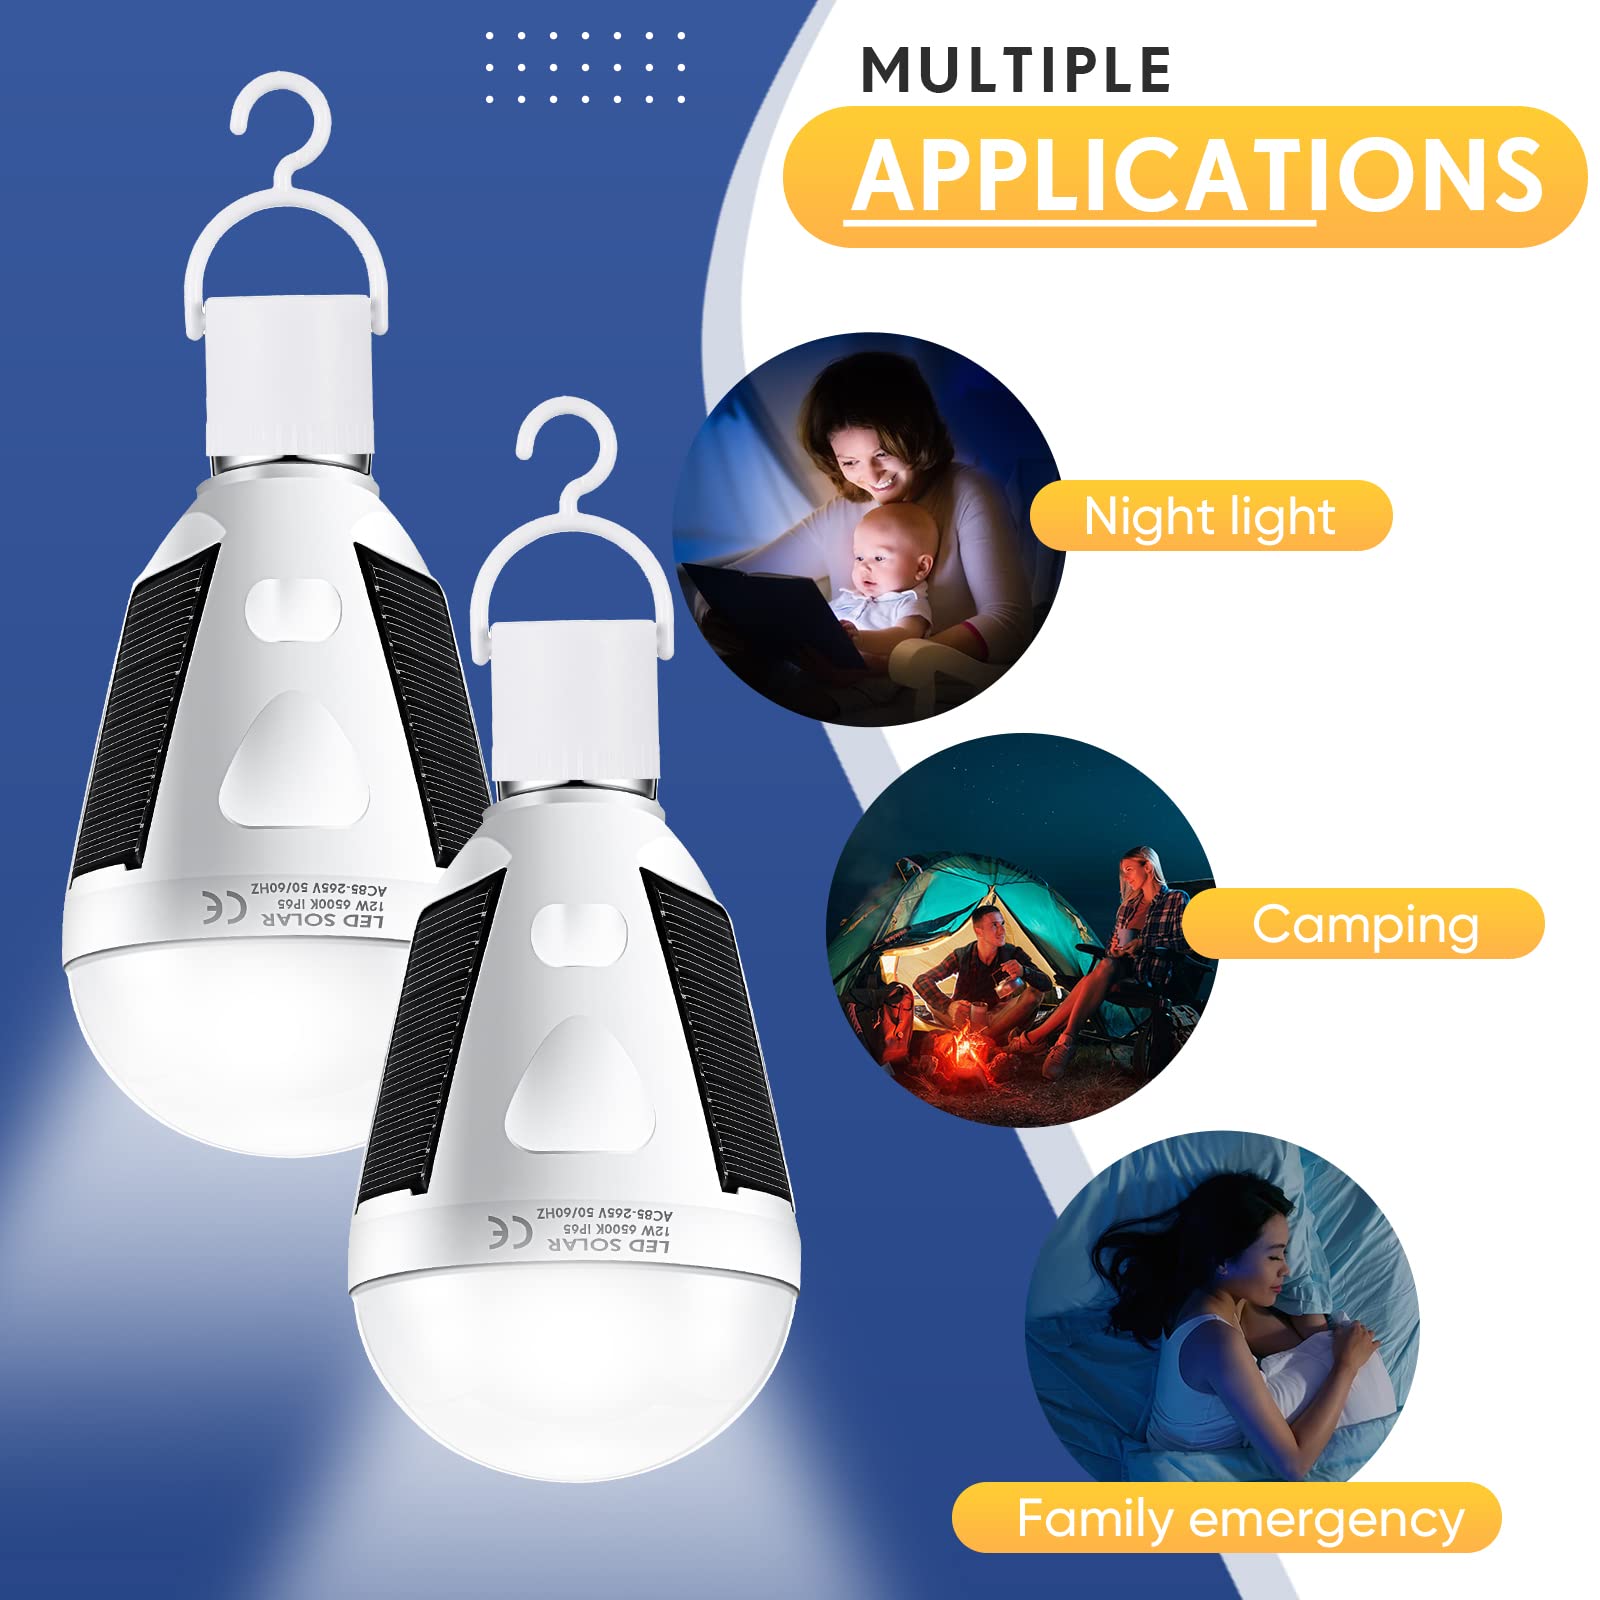 MULTIPLE
APPLICATIONS
Night light
Camping
Family emergency
LED SOLAR
12W 6500K IP65
AC85-265V 50/60HZ
CE
LED SOLAR
12W 6500K IP65
AC85-265V 50/60HZ
CE